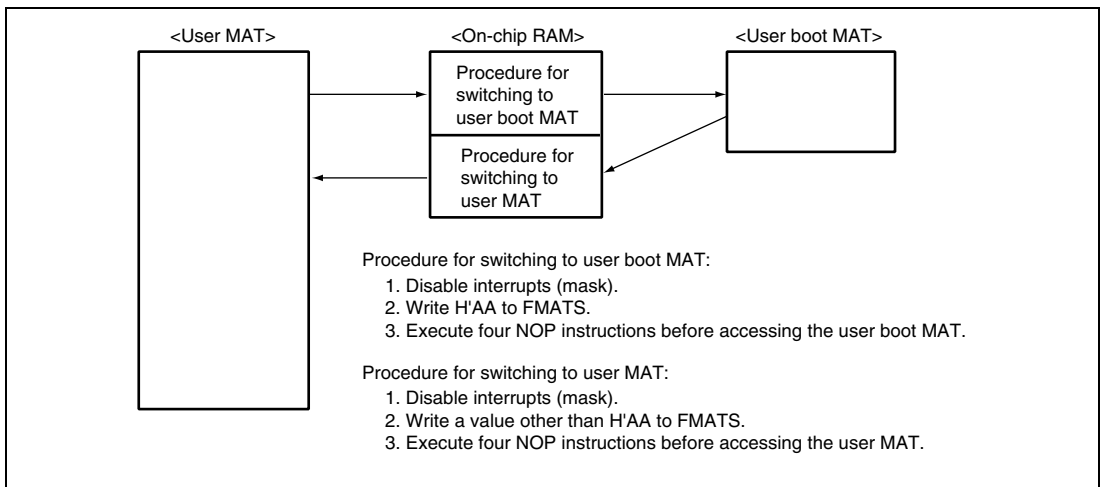 <User MAT>
<On-chip RAM>
<User boot MAT>
Procedure for
switching to
user boot MAT
Procedure for
switching to
user MAT
Procedure for switching to user boot MAT:
1. Disable interrupts (mask).
2. Write H'AA to FMATS.
3. Execute four NOP instructions before accessing the user boot MAT.
Procedure for switching to user MAT:
1. Disable interrupts (mask).
2. Write a value other than H'AA to FMATS.
3. Execute four NOP instructions before accessing the user MAT.